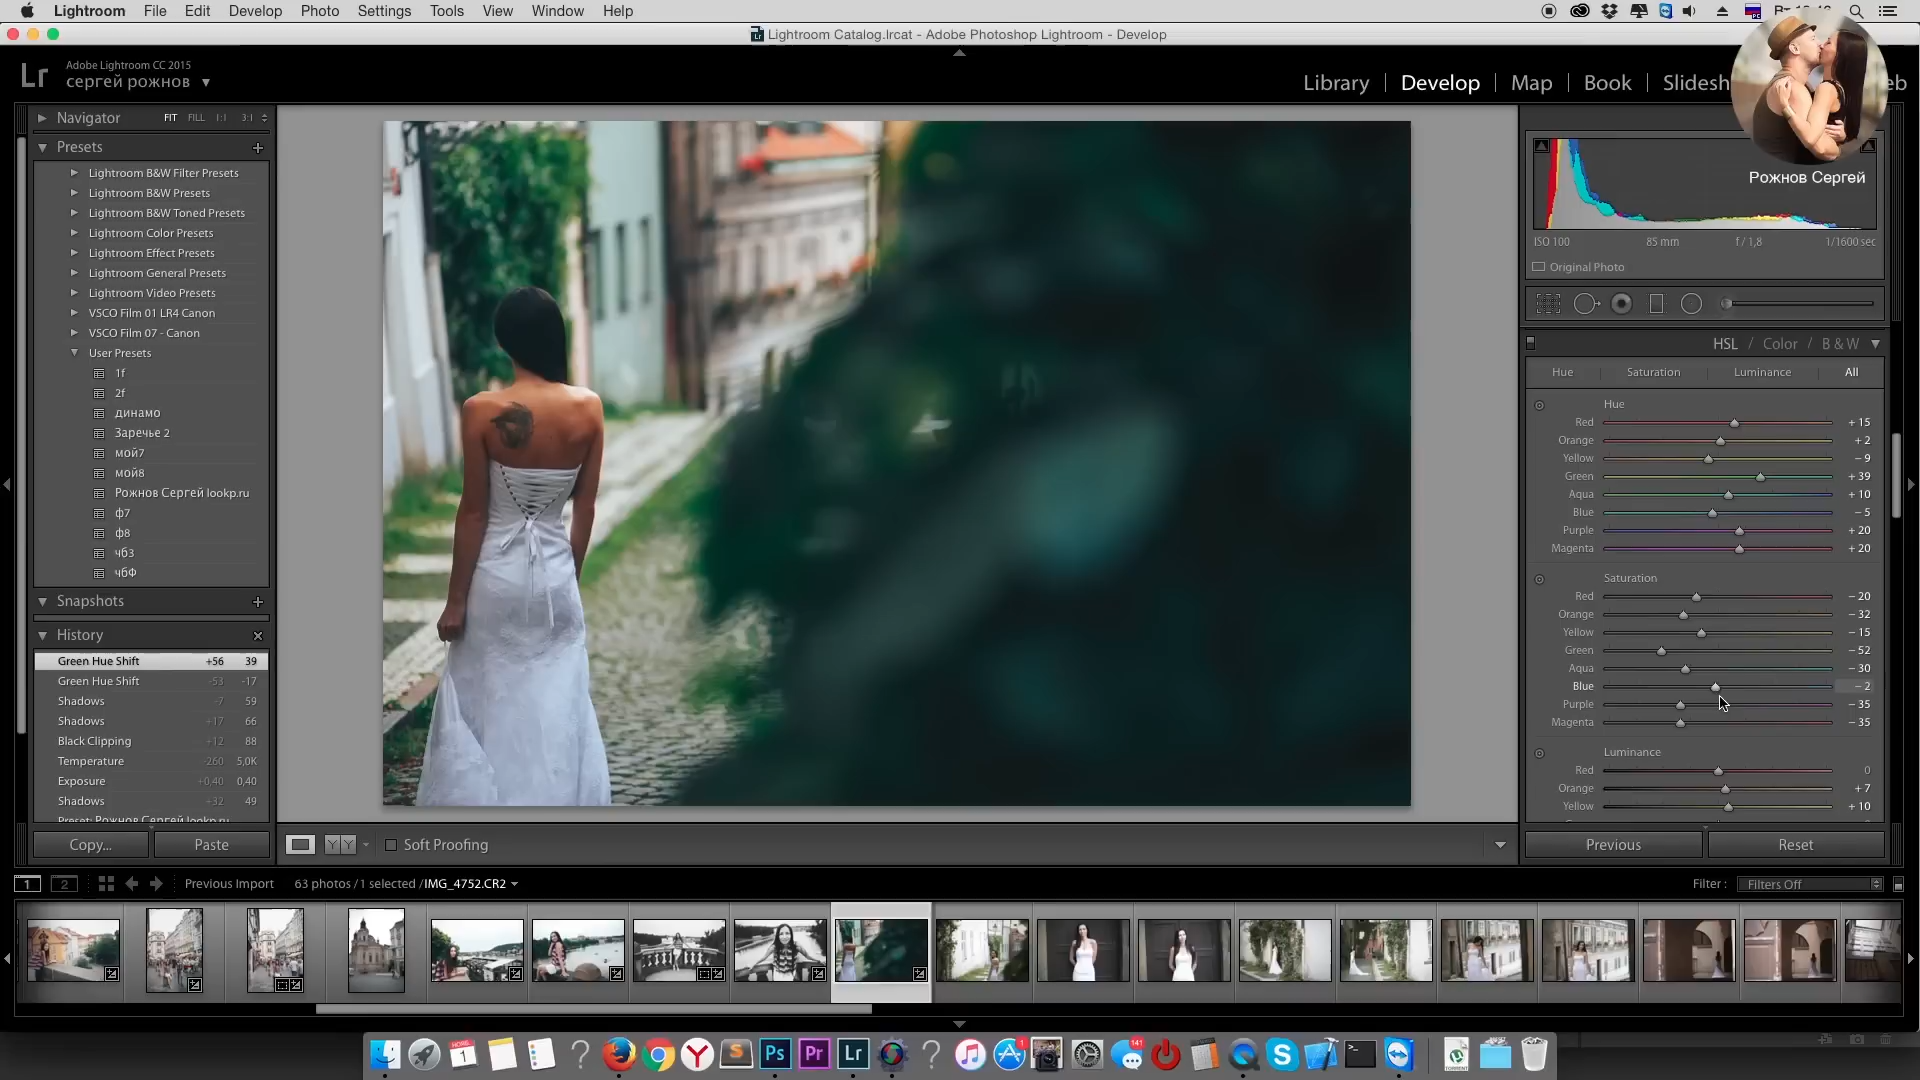 Lightroom File Edit Develop Photo Settings Tools View Window Help
Lightroom Catalog.lrcat - Adobe Photoshop Lightroom - Develop
Lr Adobe Lightroom CC 2015
сергей рожнов
Library | Develop | Map | Book |
Navigator FIT FILL 1:1 3:1
Presets
Lightroom B&W Filter Presets
Lightroom B&W Presets
Lightroom B&W Toned Presets
Lightroom Color Presets
Lightroom Effect Presets
Lightroom General Presets
Lightroom Video Presets
VSCO Film 01 LR4 Canon
VSCO Film 07 - Canon
User Presets
1f
2f
динамо
Заречье 2
мой7
мой8
Рожнов Сергей lookp.ru
ф7
ф8
чб3
чбФ
Snapshots
History
Green Hue Shift +56 39
Green Hue Shift -53 -17
Shadows -7 59
Shadows +17 66
Black Clipping +12 88
Temperature -260 5,0K
Exposure +0,40 0,40
Shadows +32 49
Preset: Рожнов Сергей lookp.ru
Copy... Paste
Soft Proofing
Рожнов Сергей
ISO 100 85 mm f / 1,8 1/1600 sec
Original Photo
HSL / Color / B & W
Hue Saturation Luminance All
Hue
Red + 15
Orange + 2
Yellow − 9
Green + 39
Aqua + 10
Blue − 5
Purple + 20
Magenta + 20
Saturation
Red − 20
Orange − 32
Yellow − 15
Green − 52
Aqua − 30
Blue − 2
Purple − 35
Magenta − 35
Luminance
Red 0
Orange + 7
Yellow + 10
Previous Reset
1 2 Previous Import 63 photos / 1 selected / IMG_4752.CR2
Filter : Filters Off
Ps Pr Lr